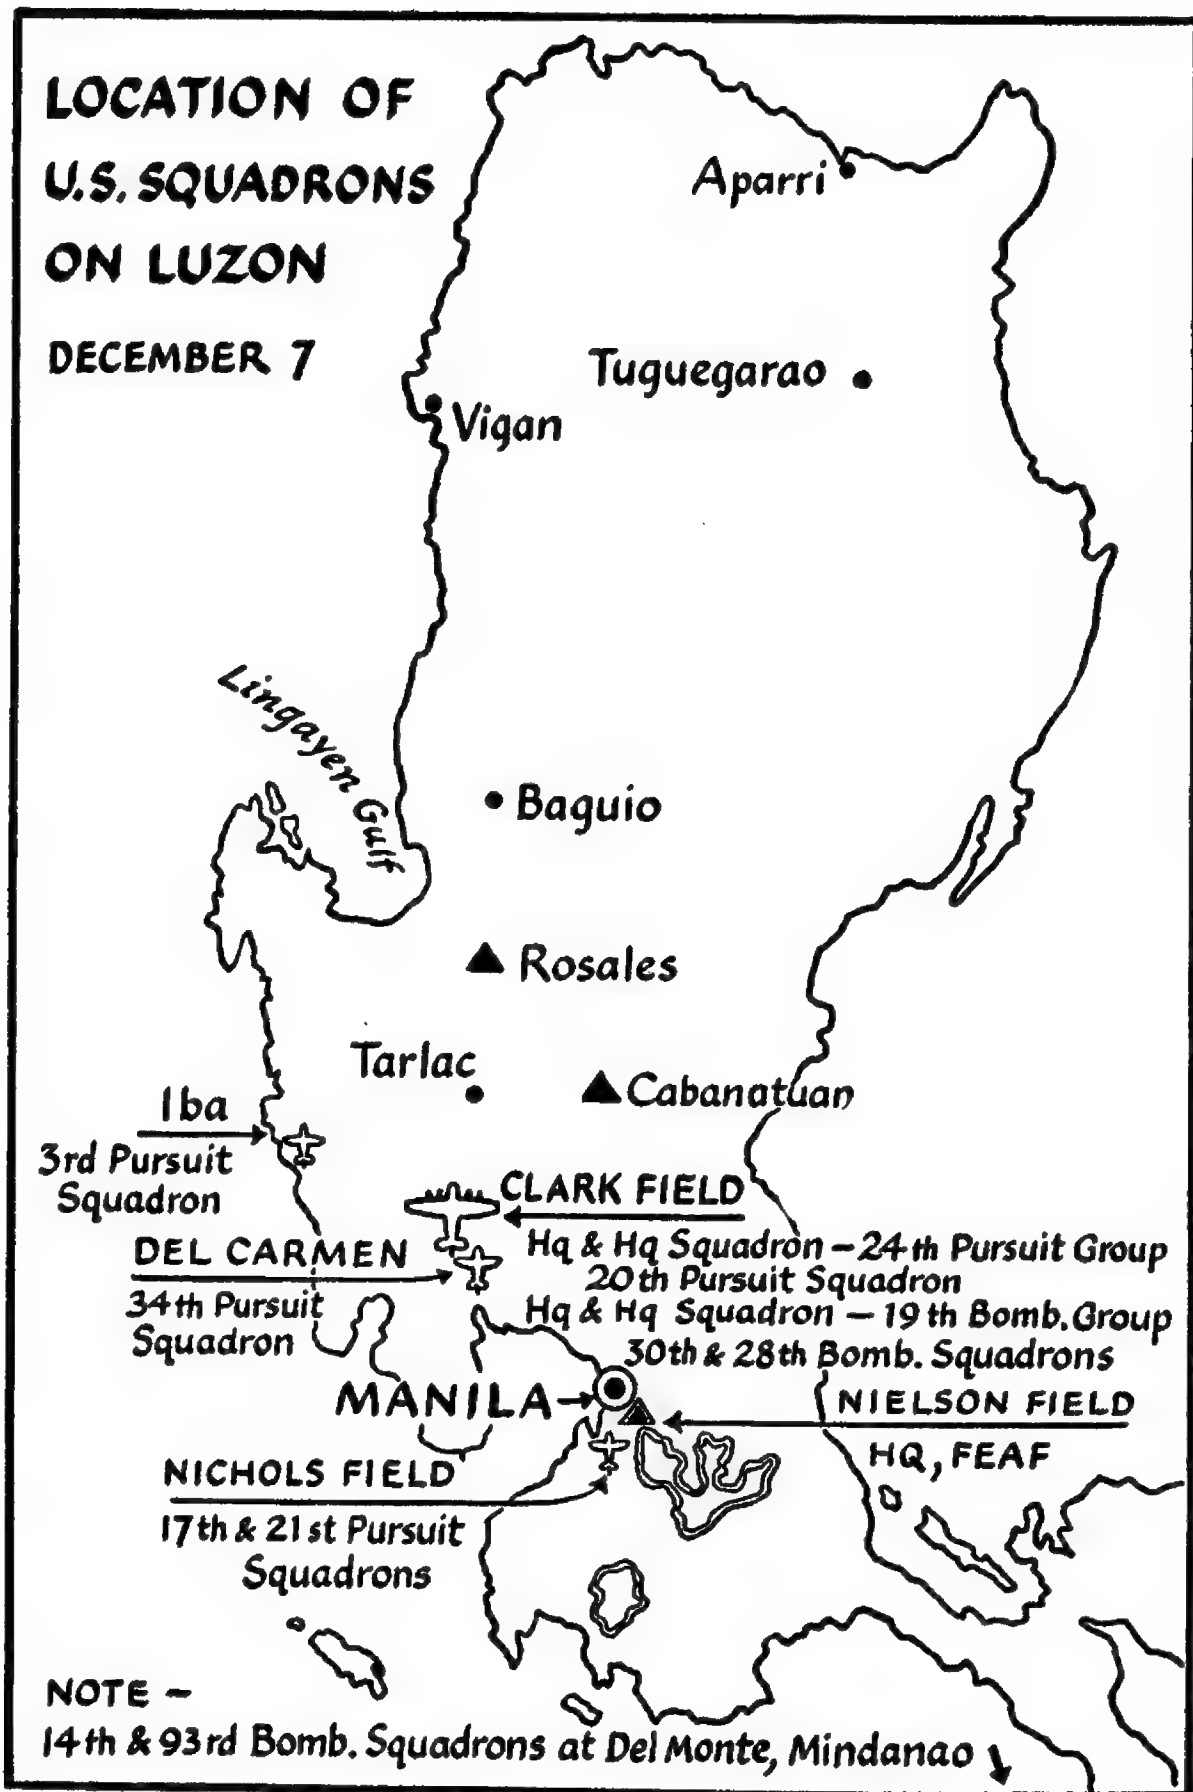 LOCATION OF
U.S. SQUADRONS
ON LUZON
DECEMBER 7
Aparri
Tuguegarao
Vigan
Lingayen Gulf
Baguio
Rosales
Tarlac
Cabanatuan
Iba
3rd Pursuit
Squadron
CLARK FIELD
Hq & Hq Squadron - 24th Pursuit Group
20th Pursuit Squadron
Hq & Hq Squadron - 19th Bomb. Group
30th & 28th Bomb. Squadrons
DEL CARMEN
34th Pursuit
Squadron
MANILA
NIELSON FIELD
HQ, FEAF
NICHOLS FIELD
17th & 21st Pursuit
Squadrons
NOTE -
14th & 93rd Bomb. Squadrons at Del Monte, Mindanao